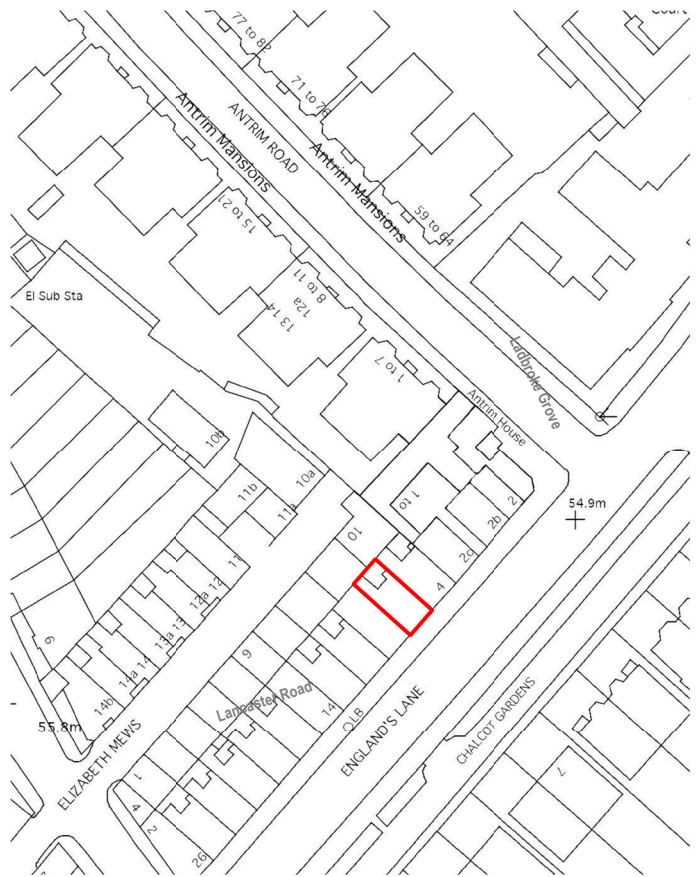 Court
77 to 82
71 to 76
ANTRIM ROAD
Antrim Mansions
Antrim Mansions
59 to 64
15 to 21
El Sub Sta
8 to 11
12a
13 14
1 to 7
Ladbroke Grove
Antrim House
10b
11b
10a
11a
1 to
2
2b
54.9m
10
2c
11
4
12
12a
13
13a
14
14a
14b
9
9
Lancaster Road
14
LB
55.8m
ELIZABETH MEWS
ENGLAND'S LANE
CHALCOT GARDENS
7
1
4
2
26